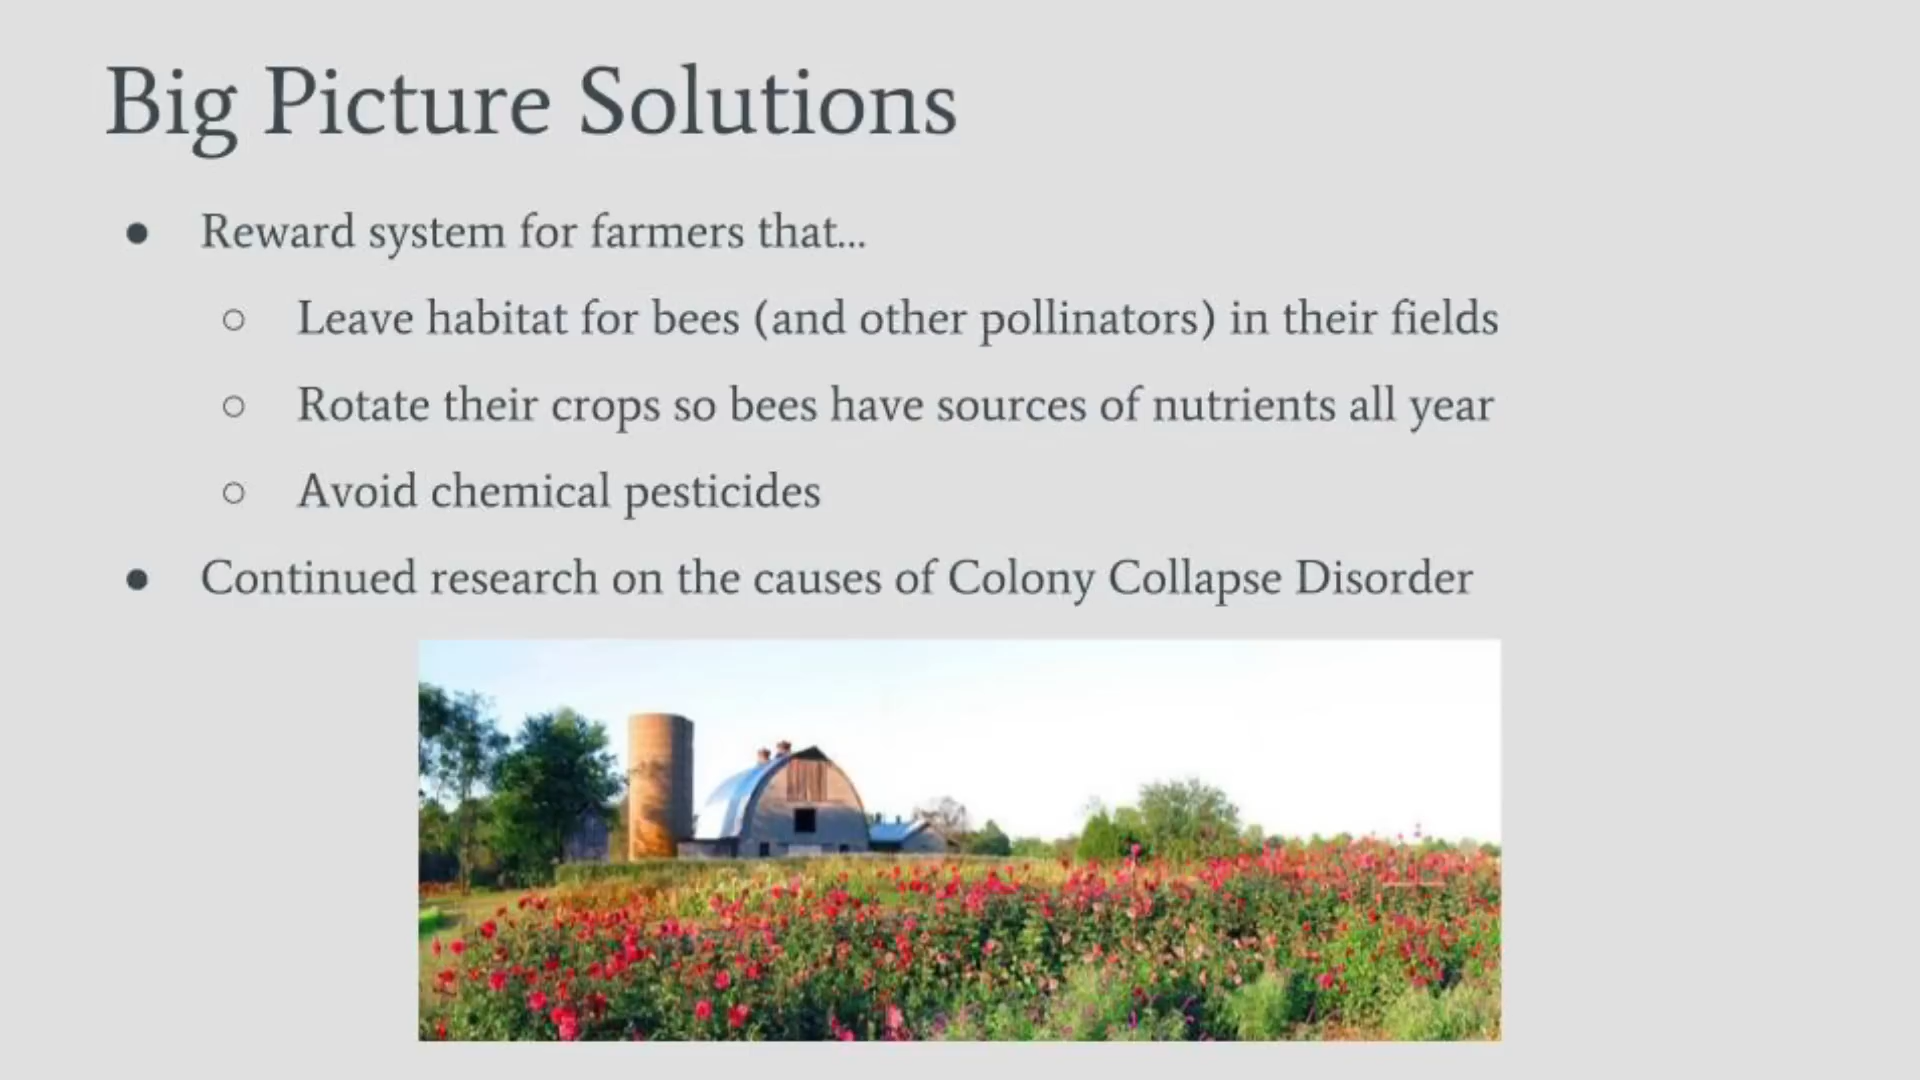 Big Picture Solutions
● Reward system for farmers that...
○ Leave habitat for bees (and other pollinators) in their fields
○ Rotate their crops so bees have sources of nutrients all year
○ Avoid chemical pesticides
● Continued research on the causes of Colony Collapse Disorder